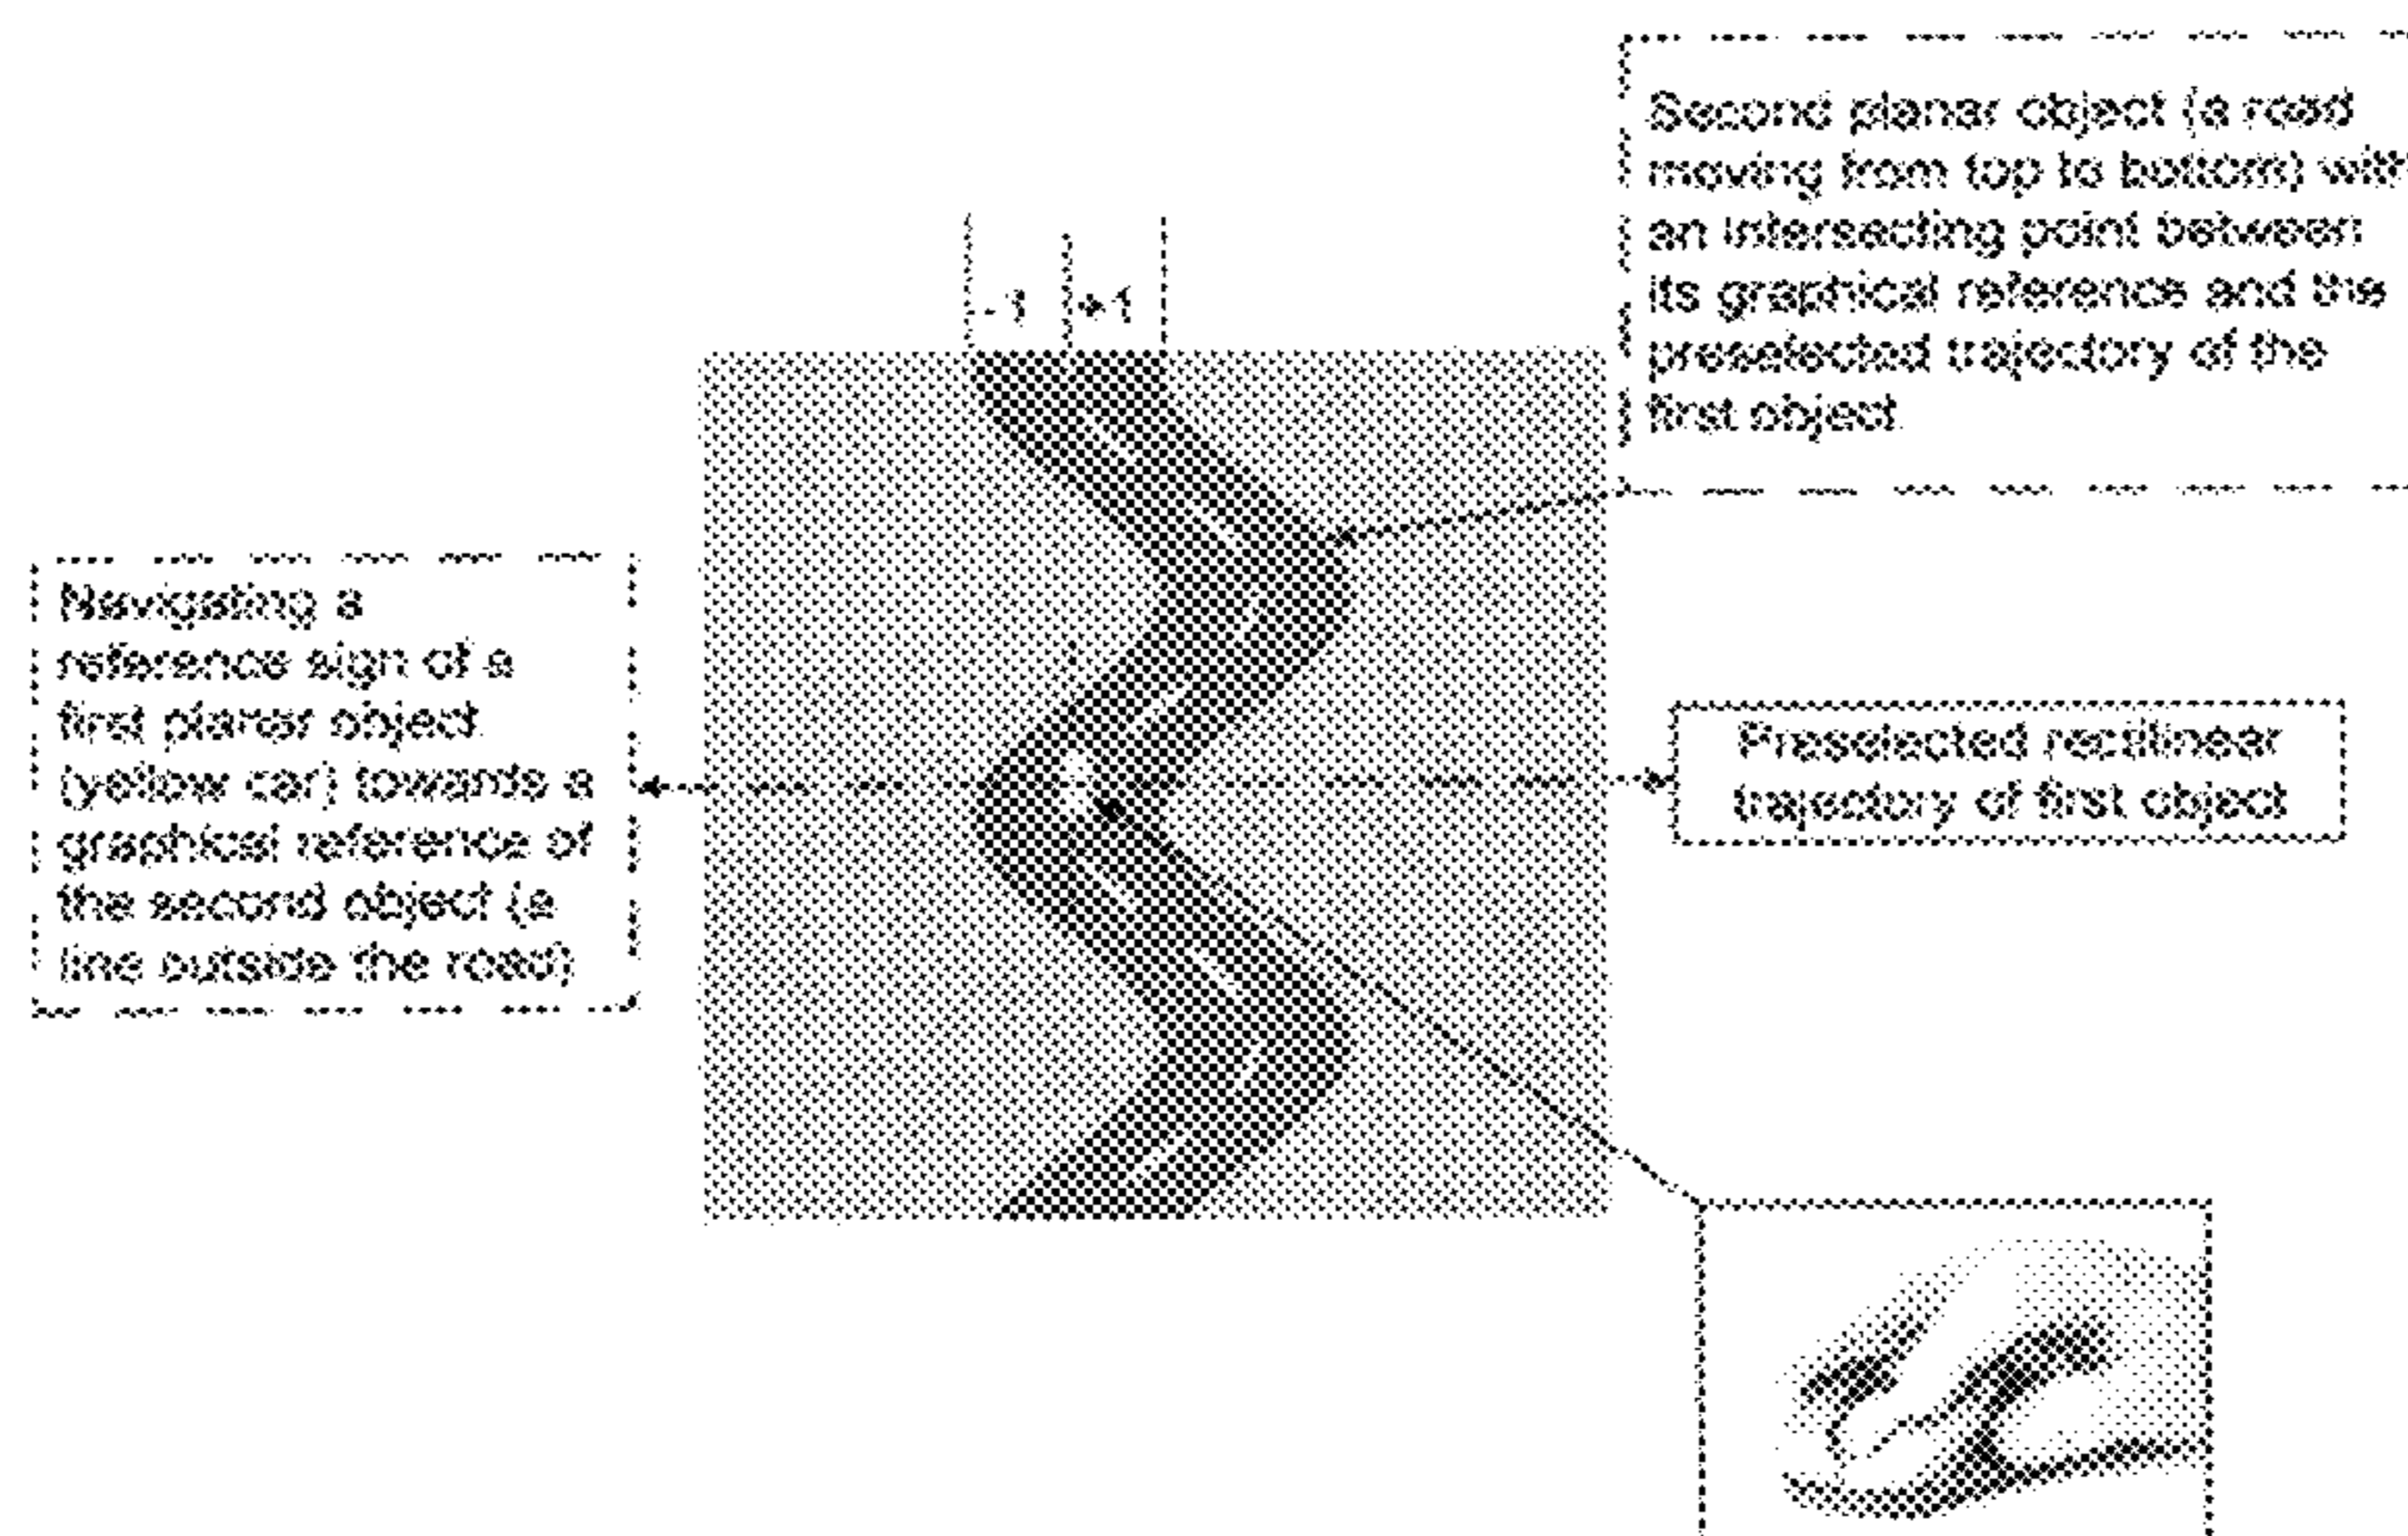 Second planar object (a road
moving from top to bottom) with
an intersecting point between
its graphical reference and the
preselected trajectory of the
first object
-1 +1
Navigating a
reference sign of a
first planar object
(yellow car) towards a
graphical reference of
the second object (a
line outside the road)
Preselected rectilinear
trajectory of first object